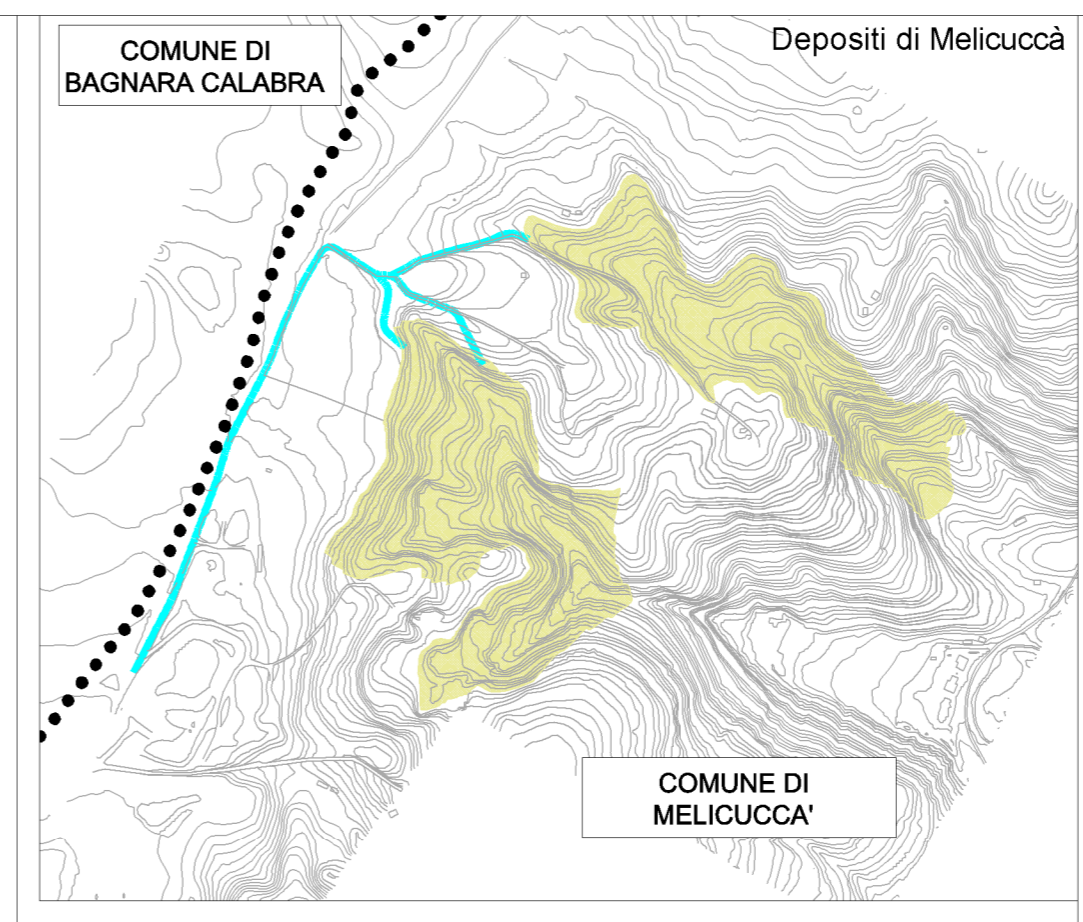 COMUNE DI
BAGNARA CALABRA
Depositi di Melicuccà
COMUNE DI
MELICUCCA'